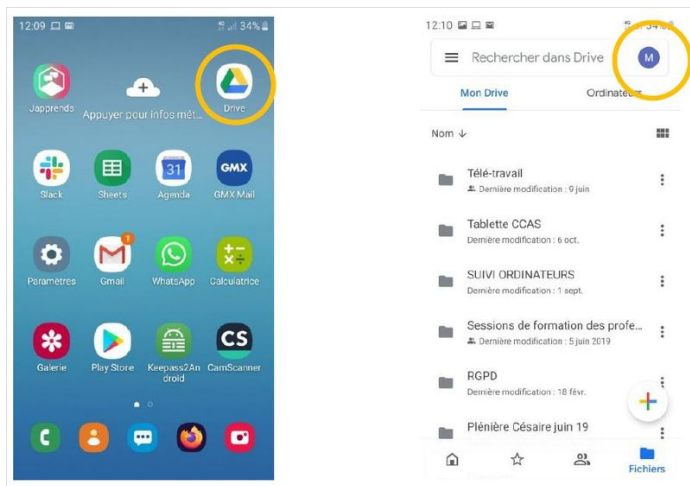 12:09
34%
Japprends
Appuyer pour infos mét...
Drive
Slack
Sheets
31
Agenda
GMX
GMX Mail
Paramètres
1
Gmail
WhatsApp
Calculatrice
Galerie
Play Store
Keepass2An
droid
CS
CamScanner
12:10
34%
Rechercher dans Drive
M
Mon Drive
Ordinateurs
Nom
Télé-travail
Dernière modification : 9 juin
Tablette CCAS
Dernière modification : 6 oct.
SUIVI ORDINATEURS
Dernière modification : 1 sept.
Sessions de formation des profe...
Dernière modification : 5 juin 2019
RGPD
Dernière modification : 18 févr.
Plénière Césaire juin 19
Fichiers